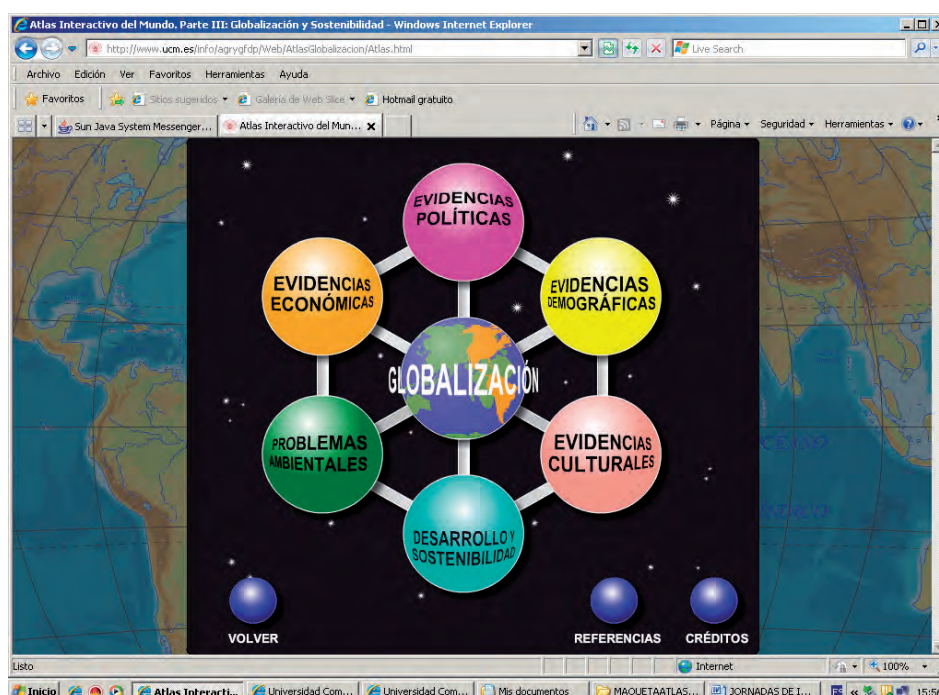 Atlas Interactivo del Mundo. Parte III: Globalización y Sostenibilidad - Windows Internet Explorer
http://www.ucm.es/info/agrygfdp/Web/AtlasGlobalizacion/Atlas.html
Live Search
Archivo Edición Ver Favoritos Herramientas Ayuda
Favoritos Sitios sugeridos Galería de Web Slice Hotmail gratuito
Sun Java System Messenger... Atlas Interactivo del Mun... Página Seguridad Herramientas
EVIDENCIAS
POLÍTICAS
EVIDENCIAS
ECONÓMICAS
EVIDENCIAS
DEMOGRÁFICAS
GLOBALIZACIÓN
PROBLEMAS
AMBIENTALES
EVIDENCIAS
CULTURALES
DESARROLLO Y
SOSTENIBILIDAD
VOLVER
REFERENCIAS
CRÉDITOS
Listo Internet 100%
Inicio Atlas Interacti... Universidad Com... Universidad Com... Mis documentos MAQUETAATLAS... JORNADAS DE I... ES